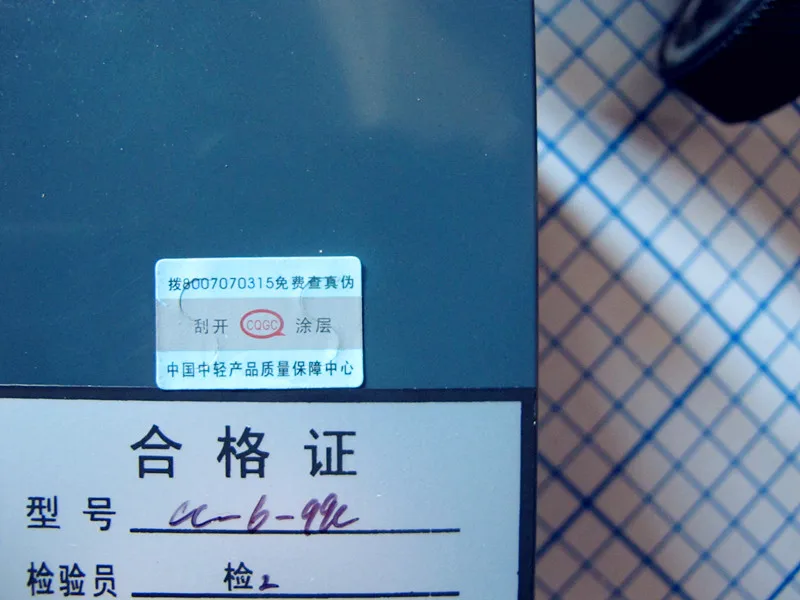 拨8007070315免费查真伪
刮开 CQGC 涂层
中国中轻产品质量保障中心
合格证
型号 cc-6-99c
检验员 检2